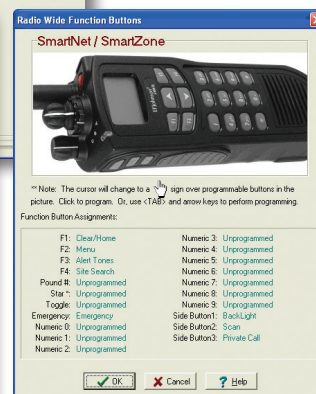 Radio Wide Function Buttons
SmartNet / SmartZone
** Note: The cursor will change to a sign over programmable buttons in the
picture. Click to program. Or, use <TAB> and arrow keys to perform programming.
Function Button Assignments:
F1: Clear/Home
F2: Menu
F3: Alert Tones
F4: Site Search
Pound #: Unprogrammed
Star *: Unprogrammed
Toggle: Unprogrammed
Emergency: Emergency
Numeric 0: Unprogrammed
Numeric 1: Unprogrammed
Numeric 2: Unprogrammed
Numeric 3: Unprogrammed
Numeric 4: Unprogrammed
Numeric 5: Unprogrammed
Numeric 6: Unprogrammed
Numeric 7: Unprogrammed
Numeric 8: Unprogrammed
Numeric 9: Unprogrammed
Side Button1: BackLight
Side Button2: Scan
Side Button3: Private Call
OK
Cancel
? Help